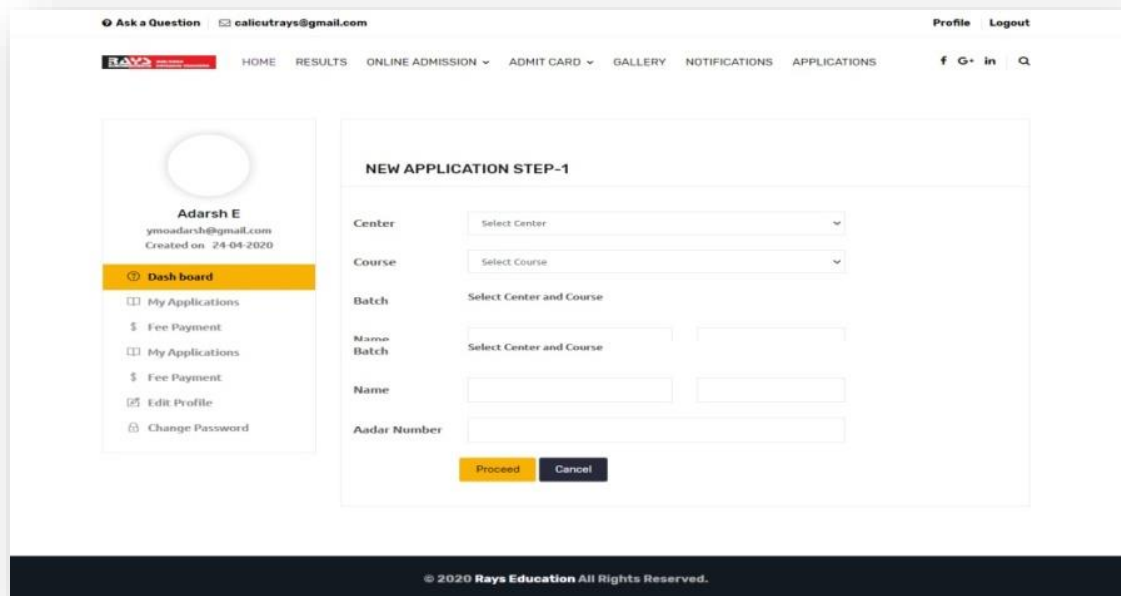 Ask a Question calicutrays@gmail.com Profile Logout
RAYS HOME RESULTS ONLINE ADMISSION ADMIT CARD GALLERY NOTIFICATIONS APPLICATIONS f G+ in
NEW APPLICATION STEP-1
Adarsh E
ymoadarsh@gmail.com
Created on 24-04-2020
Dash board
My Applications
$ Fee Payment
My Applications
$ Fee Payment
Edit Profile
Change Password
Center Select Center
Course Select Course
Batch Select Center and Course
Name
Batch Select Center and Course
Name
Aadar Number
Proceed Cancel
© 2020 Rays Education All Rights Reserved.